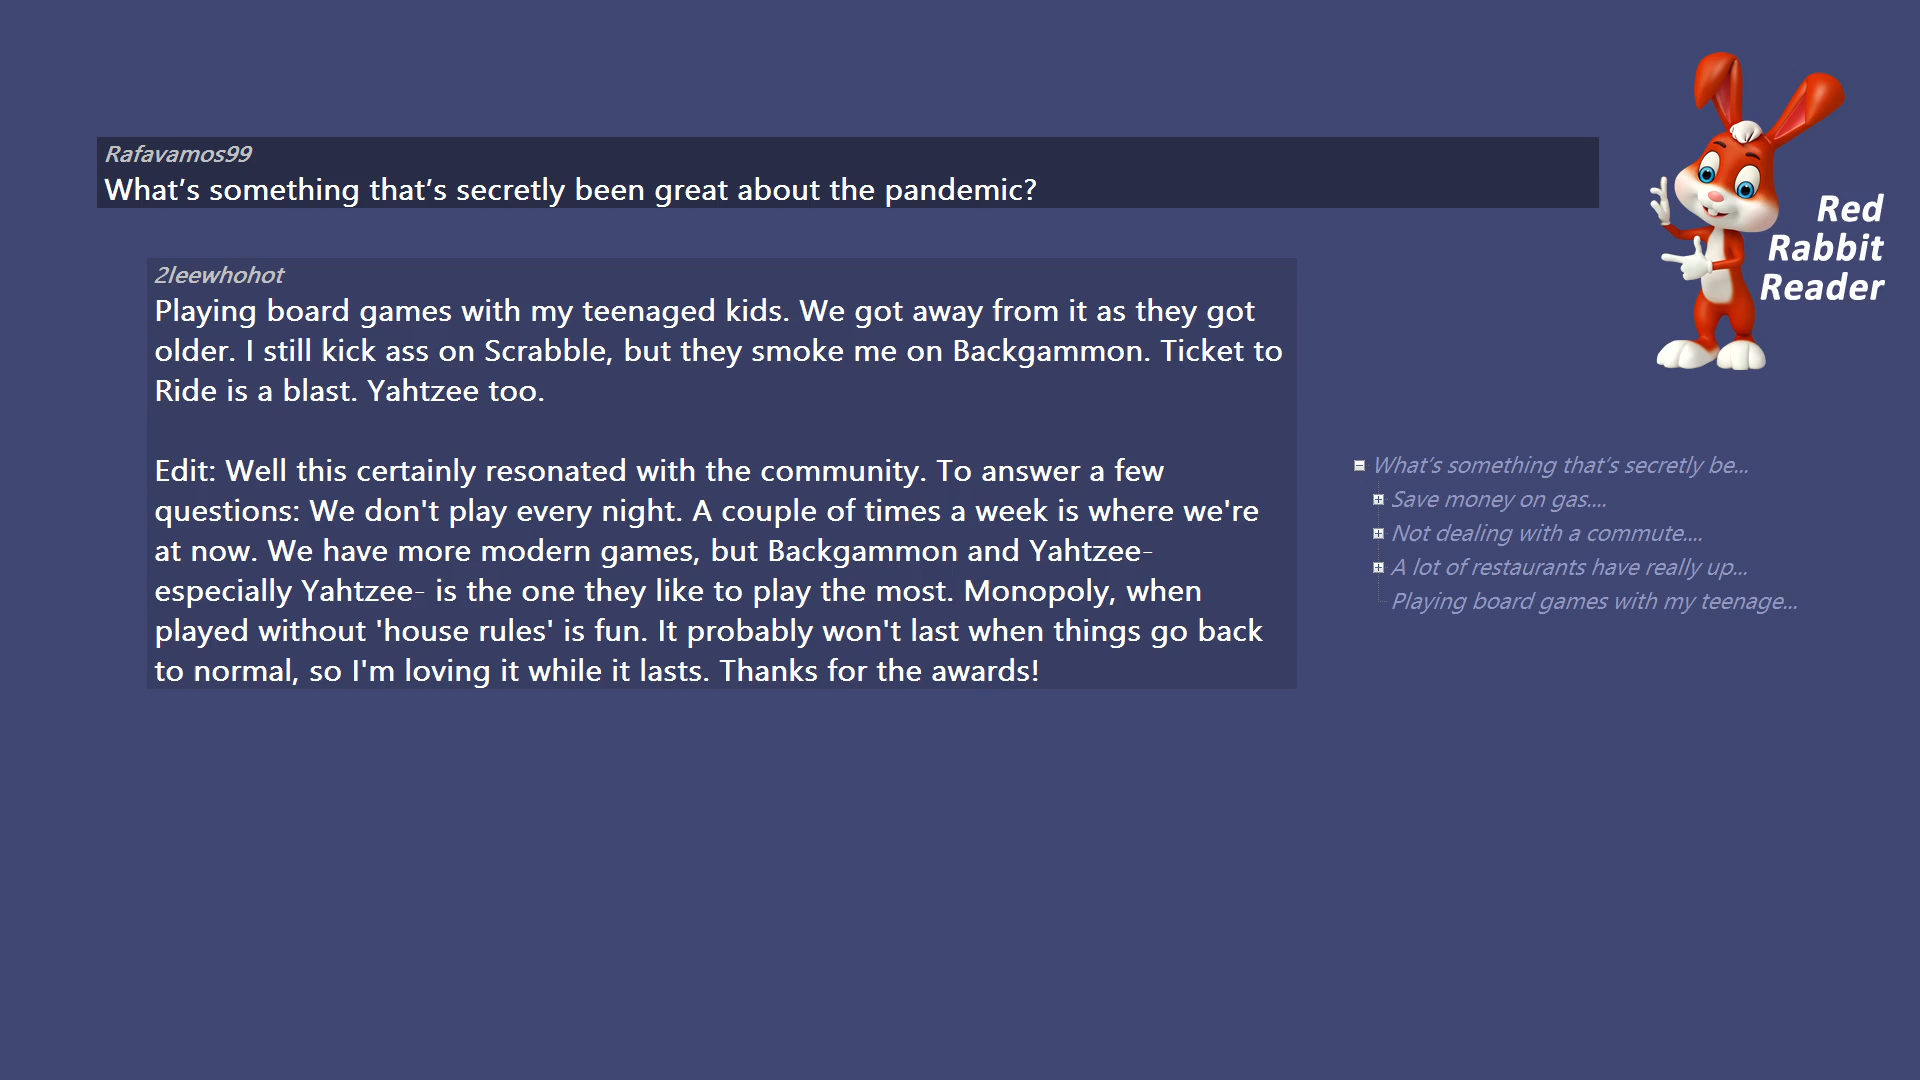 Rafavamos99
What’s something that’s secretly been great about the pandemic?
2leewhohot
Playing board games with my teenaged kids. We got away from it as they got
older. I still kick ass on Scrabble, but they smoke me on Backgammon. Ticket to
Ride is a blast. Yahtzee too.
Edit: Well this certainly resonated with the community. To answer a few
questions: We don't play every night. A couple of times a week is where we're
at now. We have more modern games, but Backgammon and Yahtzee-
especially Yahtzee- is the one they like to play the most. Monopoly, when
played without 'house rules' is fun. It probably won't last when things go back
to normal, so I'm loving it while it lasts. Thanks for the awards!
Red
Rabbit
Reader
What’s something that’s secretly be...
Save money on gas....
Not dealing with a commute....
A lot of restaurants have really up...
Playing board games with my teenage...